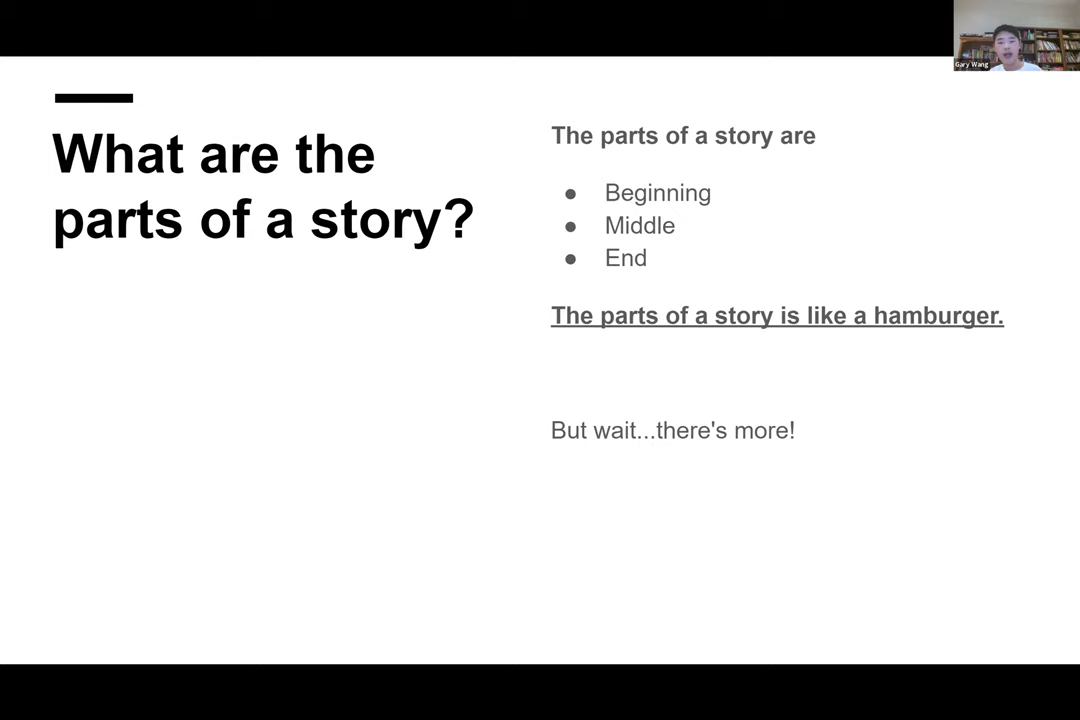 What are the
parts of a story?
The parts of a story are
● Beginning
● Middle
● End
The parts of a story is like a hamburger.
But wait...there's more!
Gary Wang